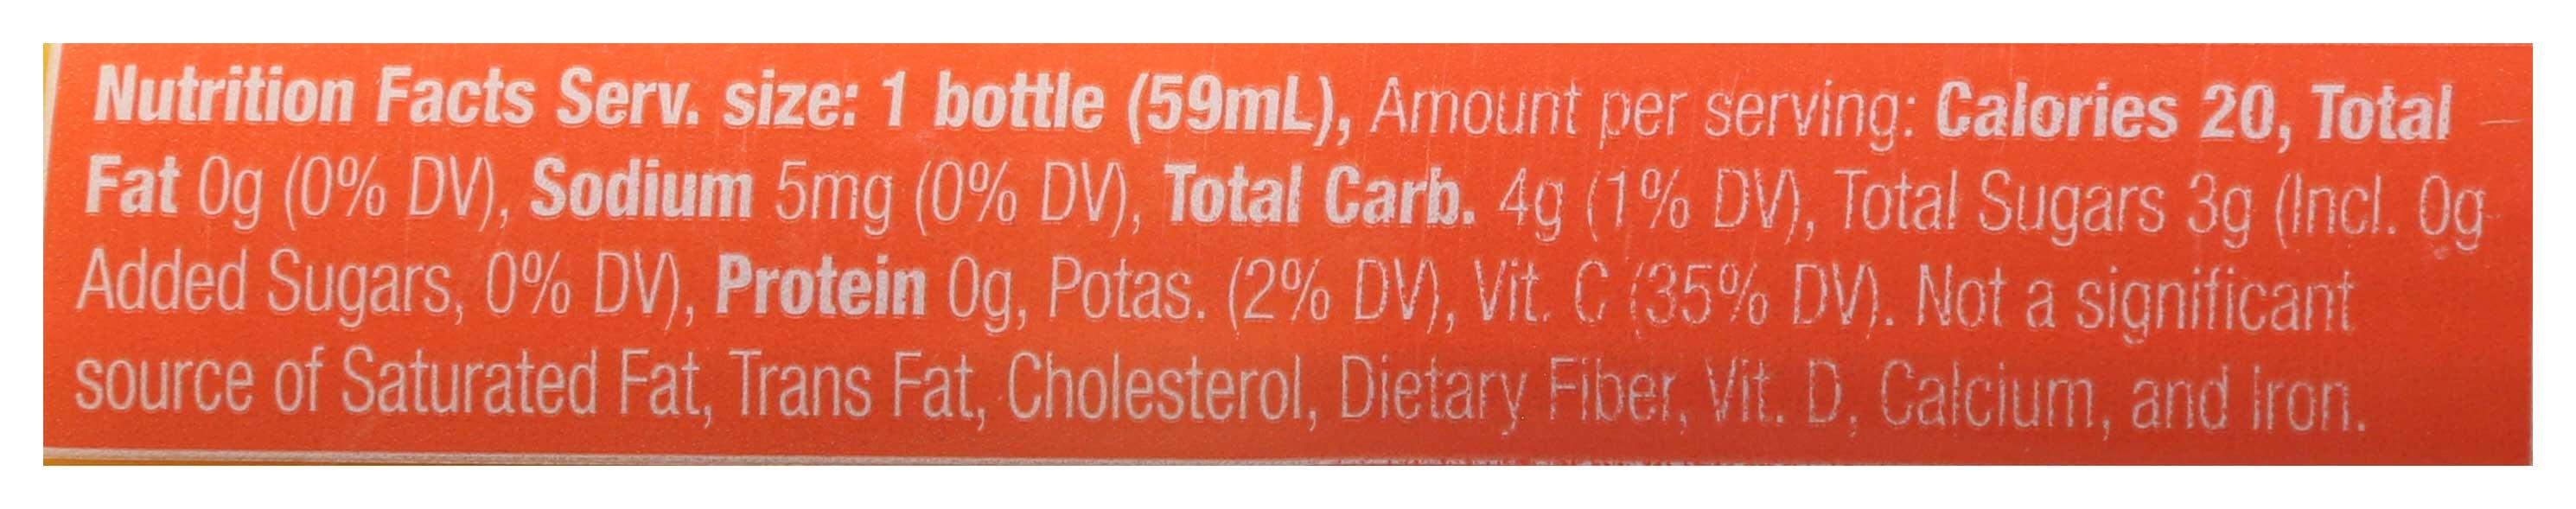 Nutrition Facts Serv. size: 1 bottle (59mL), Amount per serving: Calories 20, Total
Fat 0g (0% DV), Sodium 5mg (0% DV), Total Carb. 4g (1% DV), Total Sugars 3g (Incl. 0g
Added Sugars, 0% DV), Protein 0g, Potas. (2% DV), Vit. C (35% DV). Not a significant
source of Saturated Fat, Trans Fat, Cholesterol, Dietary Fiber, Vit. D, Calcium, and Iron.